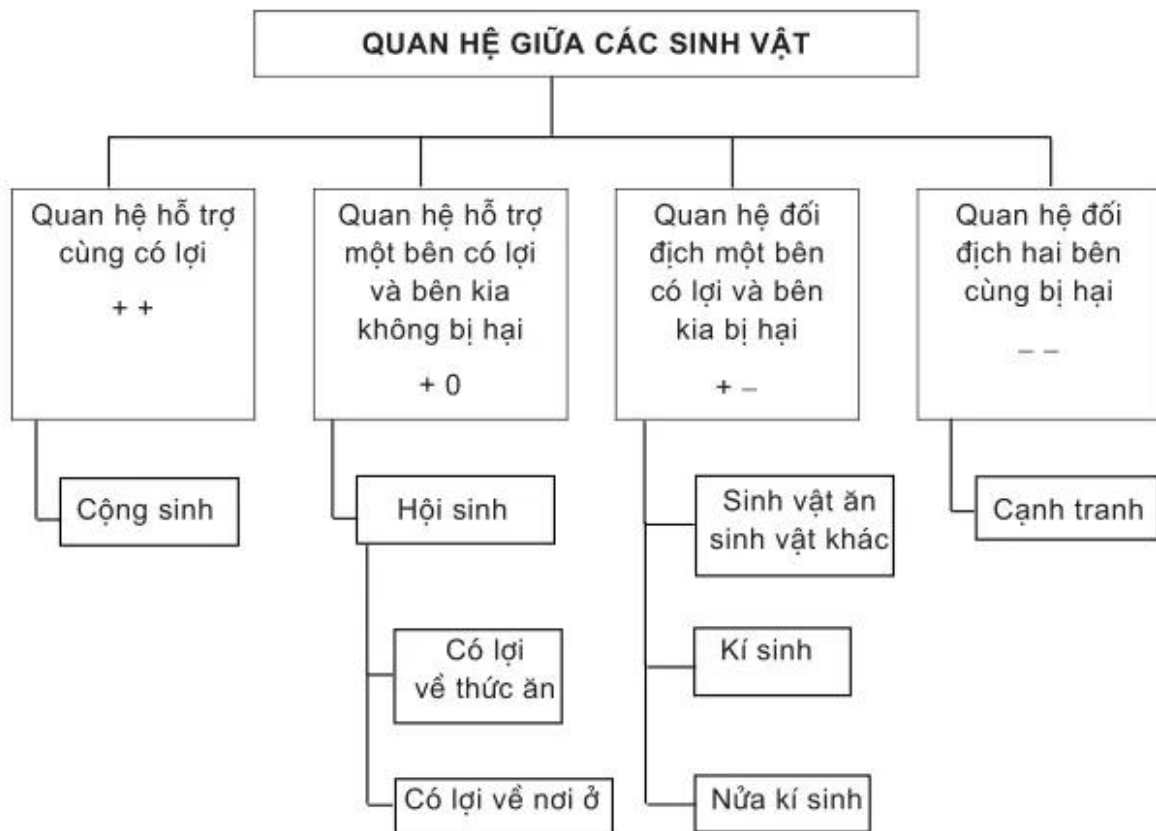 QUAN HỆ GIỮA CÁC SINH VẬT
Quan hệ hỗ trợ
cùng có lợi
+ +
Quan hệ hỗ trợ
một bên có lợi
và bên kia
không bị hại
+ 0
Quan hệ đối
địch một bên
có lợi và bên
kia bị hại
+ –
Quan hệ đối
địch hai bên
cùng bị hại
– –
Cộng sinh
Hội sinh
Có lợi
về thức ăn
Có lợi về nơi ở
Sinh vật ăn
sinh vật khác
Kí sinh
Nửa kí sinh
Cạnh tranh